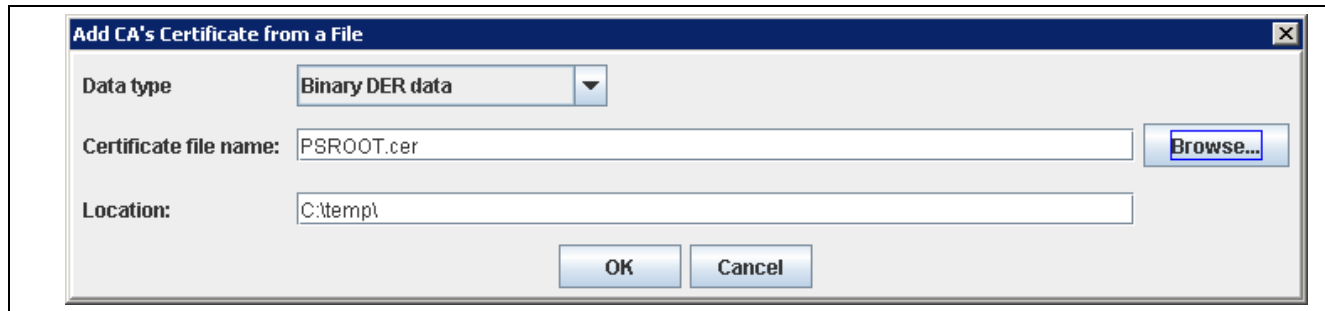 Add CA's Certificate from a File
Data type Binary DER data
Certificate file name: PSROOT.cer Browse...
Location: C:\temp\
OK Cancel